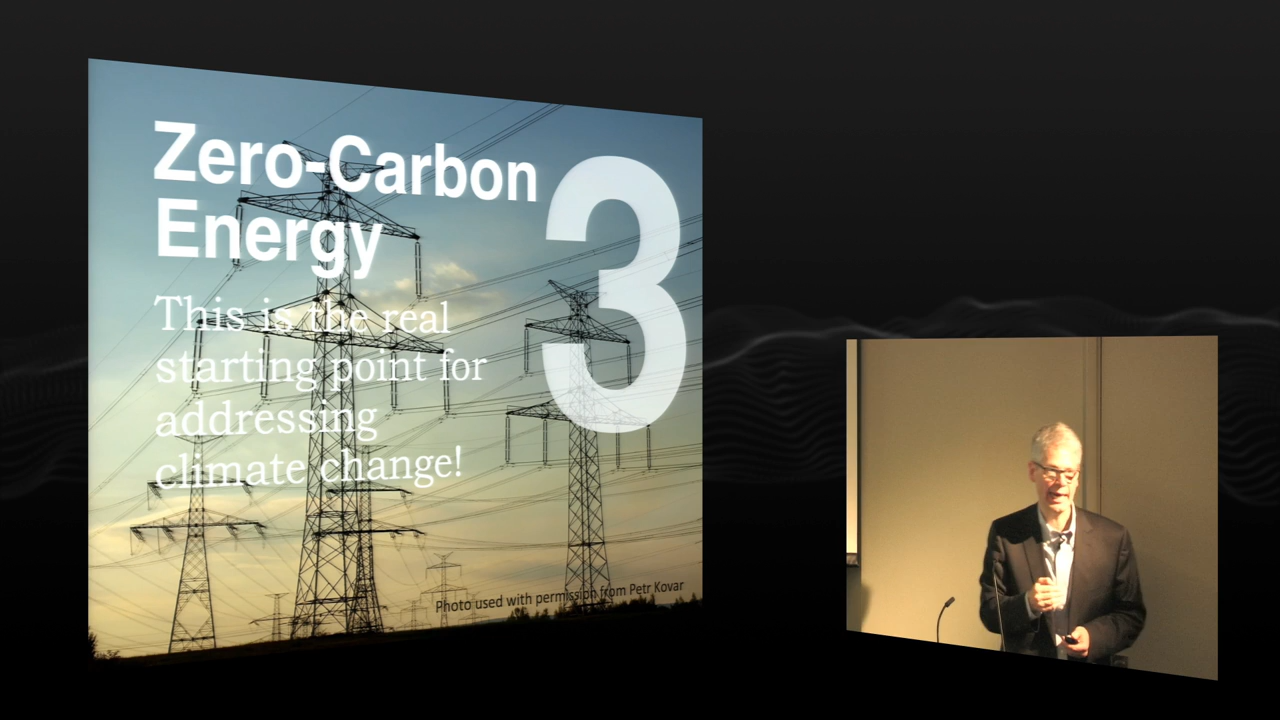 Zero-Carbon
Energy
3
This is the real
starting point for
addressing
climate change!
Photo used with permission from Petr Kovar